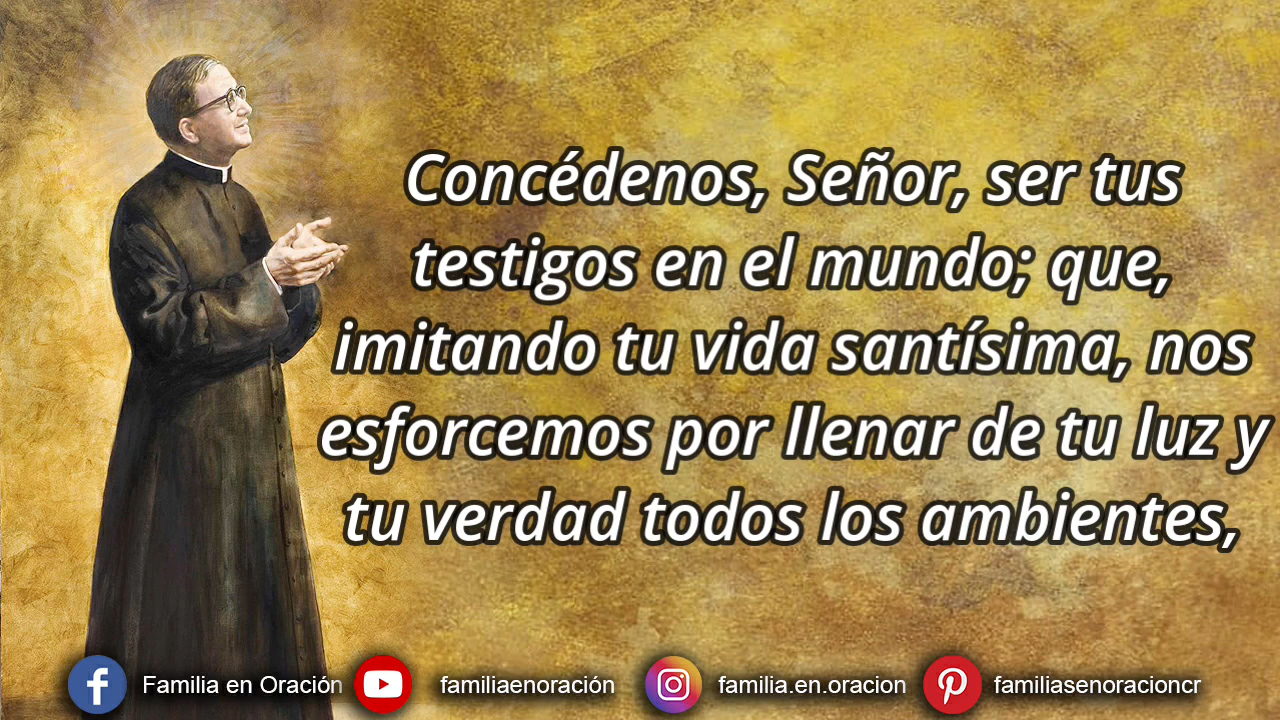 Concédenos, Señor, ser tus
testigos en el mundo; que,
imitando tu vida santísima, nos
esforcemos por llenar de tu luz y
tu verdad todos los ambientes,
Familia en Oración
familiaenoración
familia.en.oracion
familiasenoracioncr